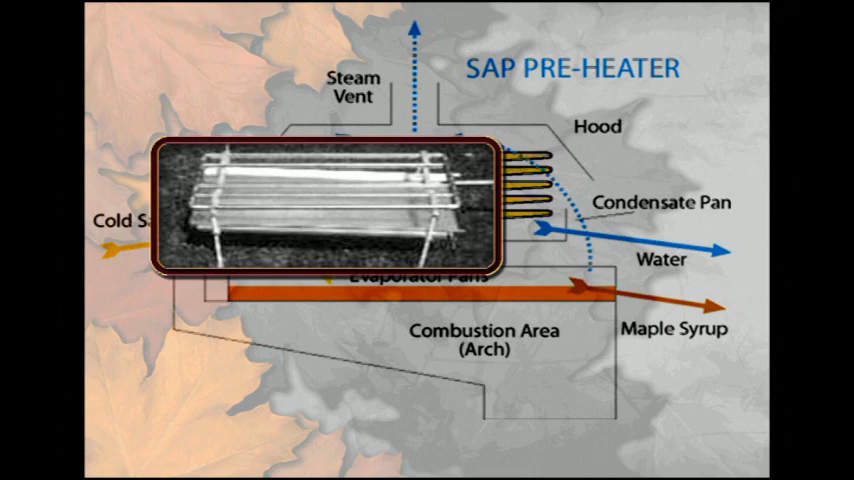 SAP PRE-HEATER
Steam
Vent
Hood
Condensate Pan
Cold
Water
Evaporator Pans
Maple Syrup
Combustion Area
(Arch)